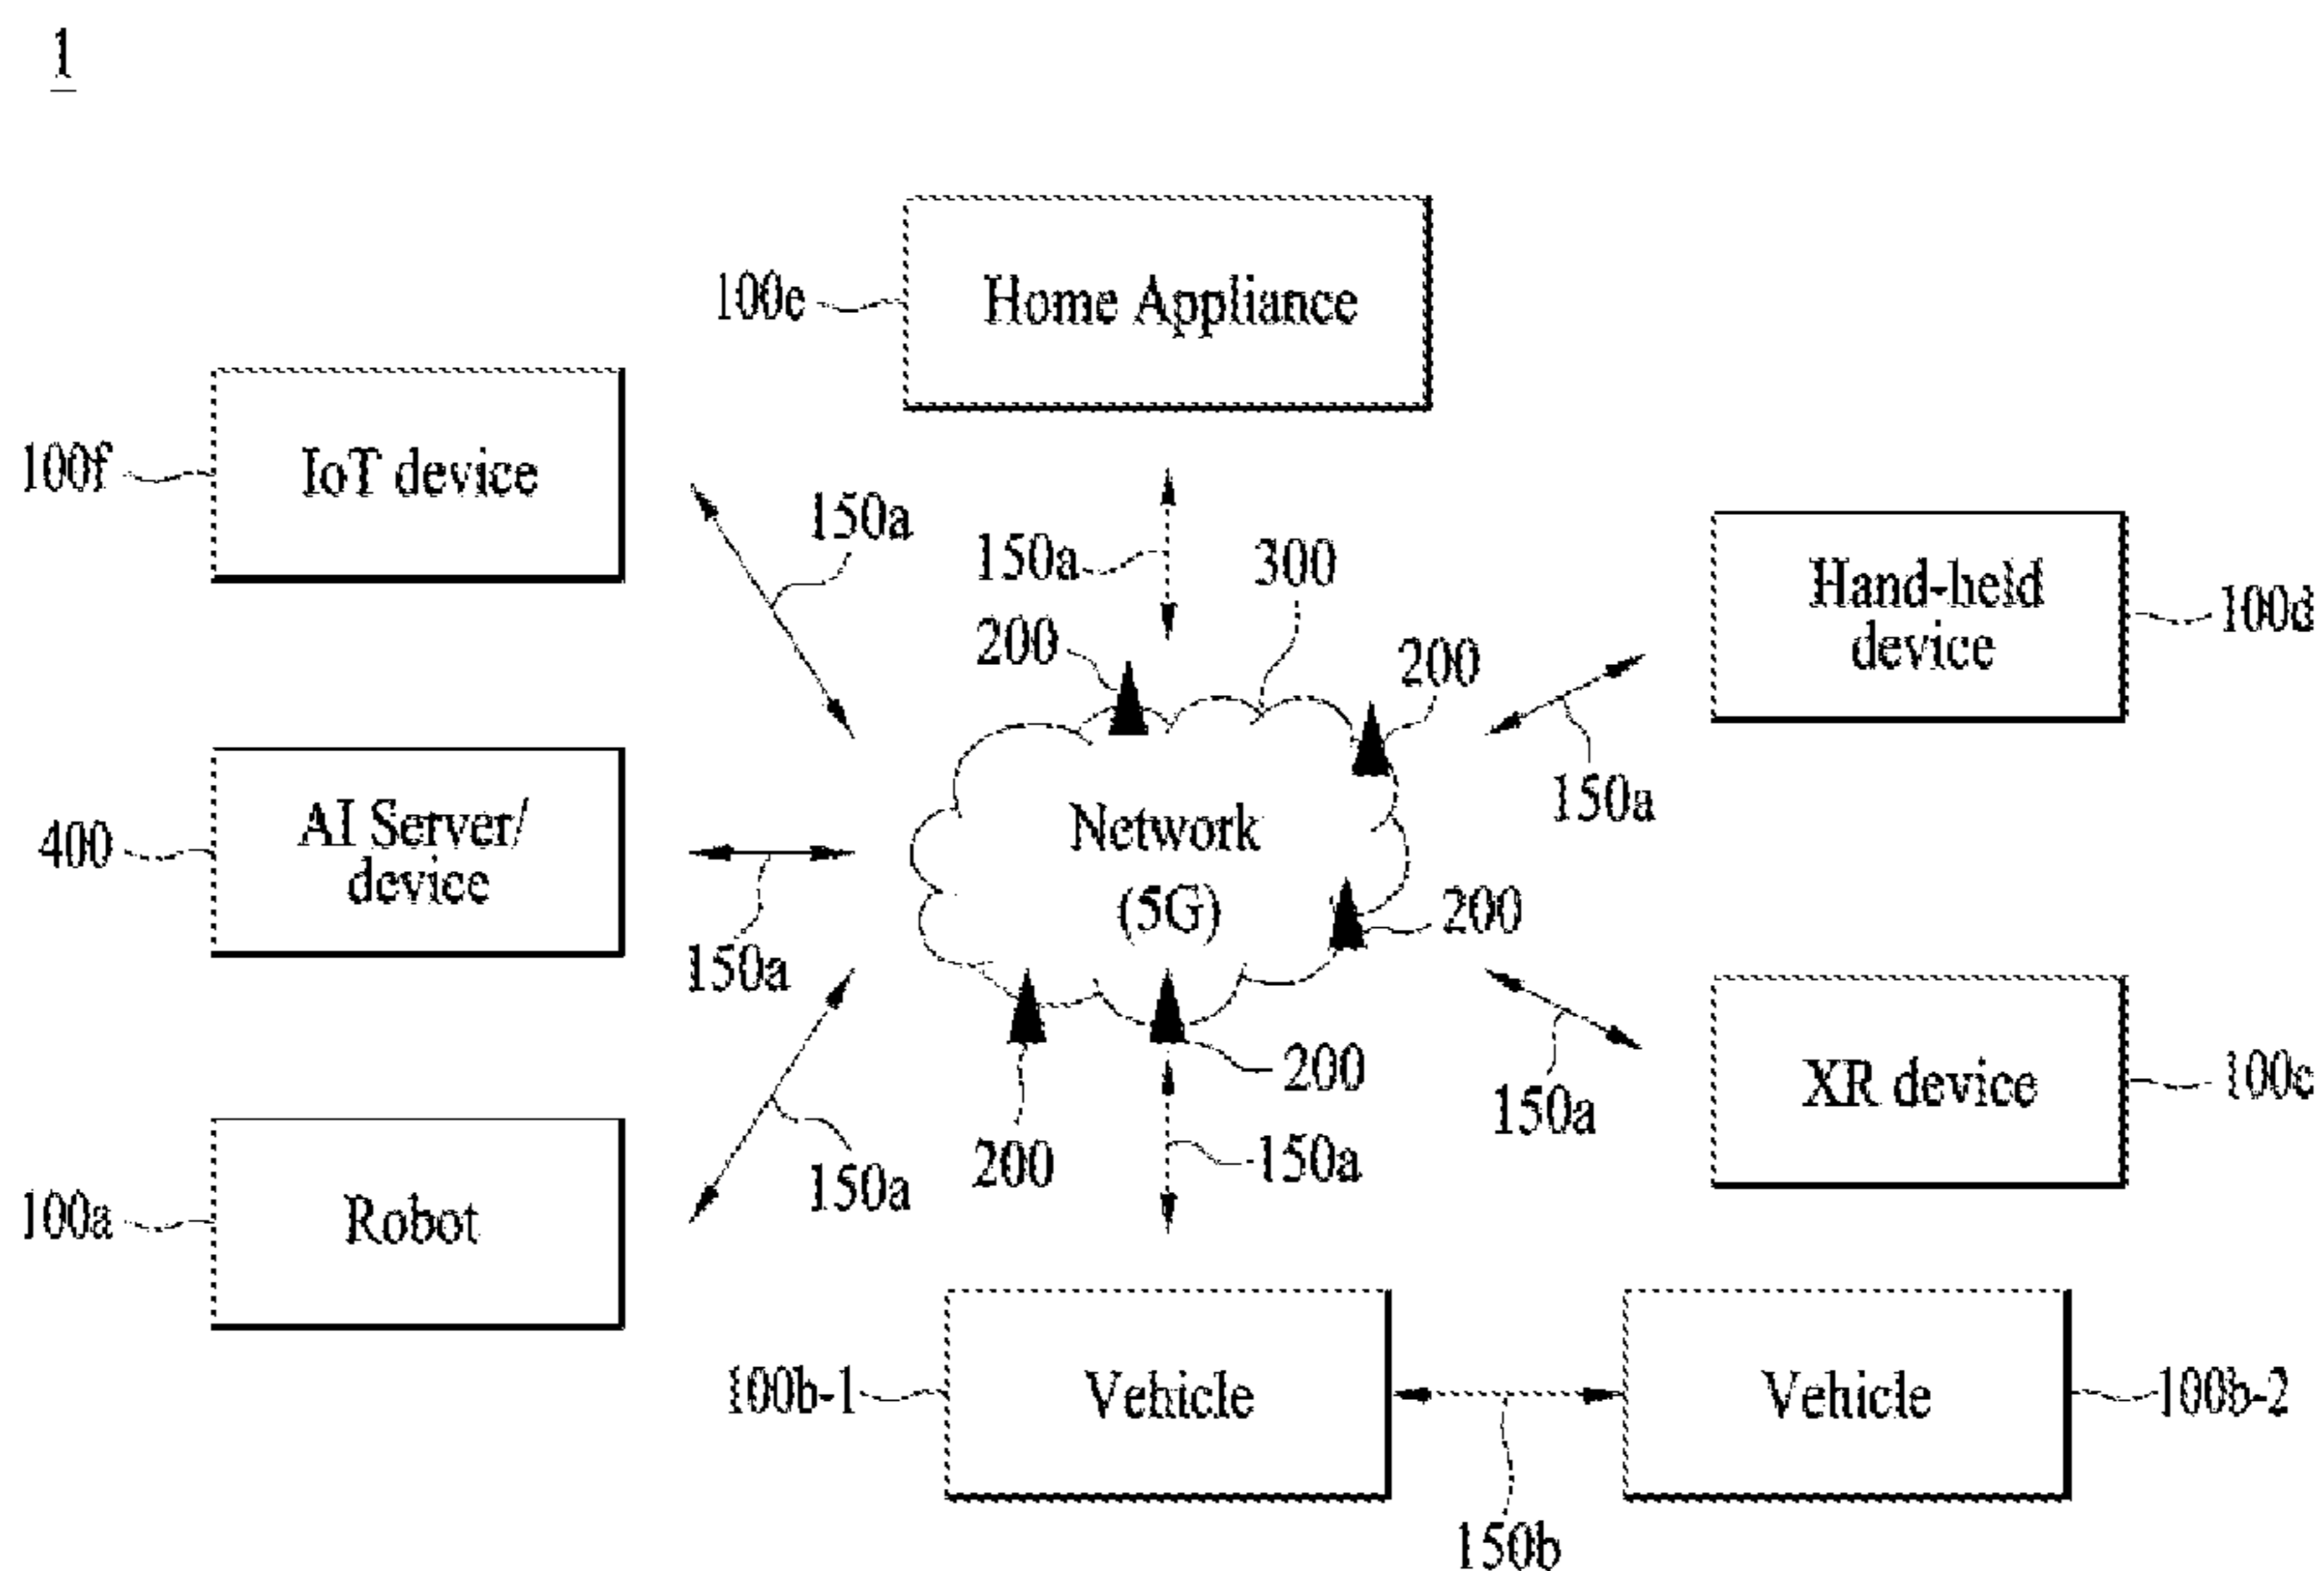 1
100e
Home Appliance
100f
IoT device
150a
150a
300
Hand-held
device
100d
200
200
150a
400
AI Server/
device
Network
(5G)
200
150a
150a
XR device
100c
200
150a
200
150a
100a
Robot
150a
100b-1
Vehicle
Vehicle
100b-2
150b